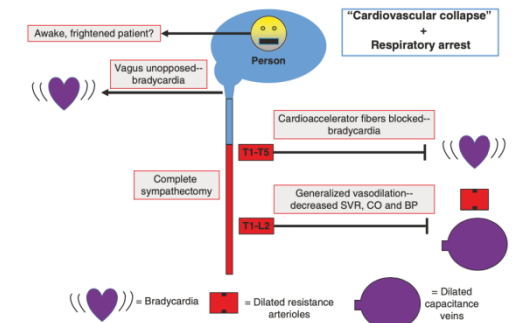 "Cardiovascular collapse"
+
Respiratory arrest
Awake, frightened patient?
Person
Vagus unopposed--
bradycardia
Cardioaccelerator fibers blocked--
bradycardia
T1-T5
Complete
sympathectomy
Generalized vasodilation--
decreased SVR, CO and BP
T1-L2
= Bradycardia
= Dilated resistance
arterioles
= Dilated
capacitance
veins